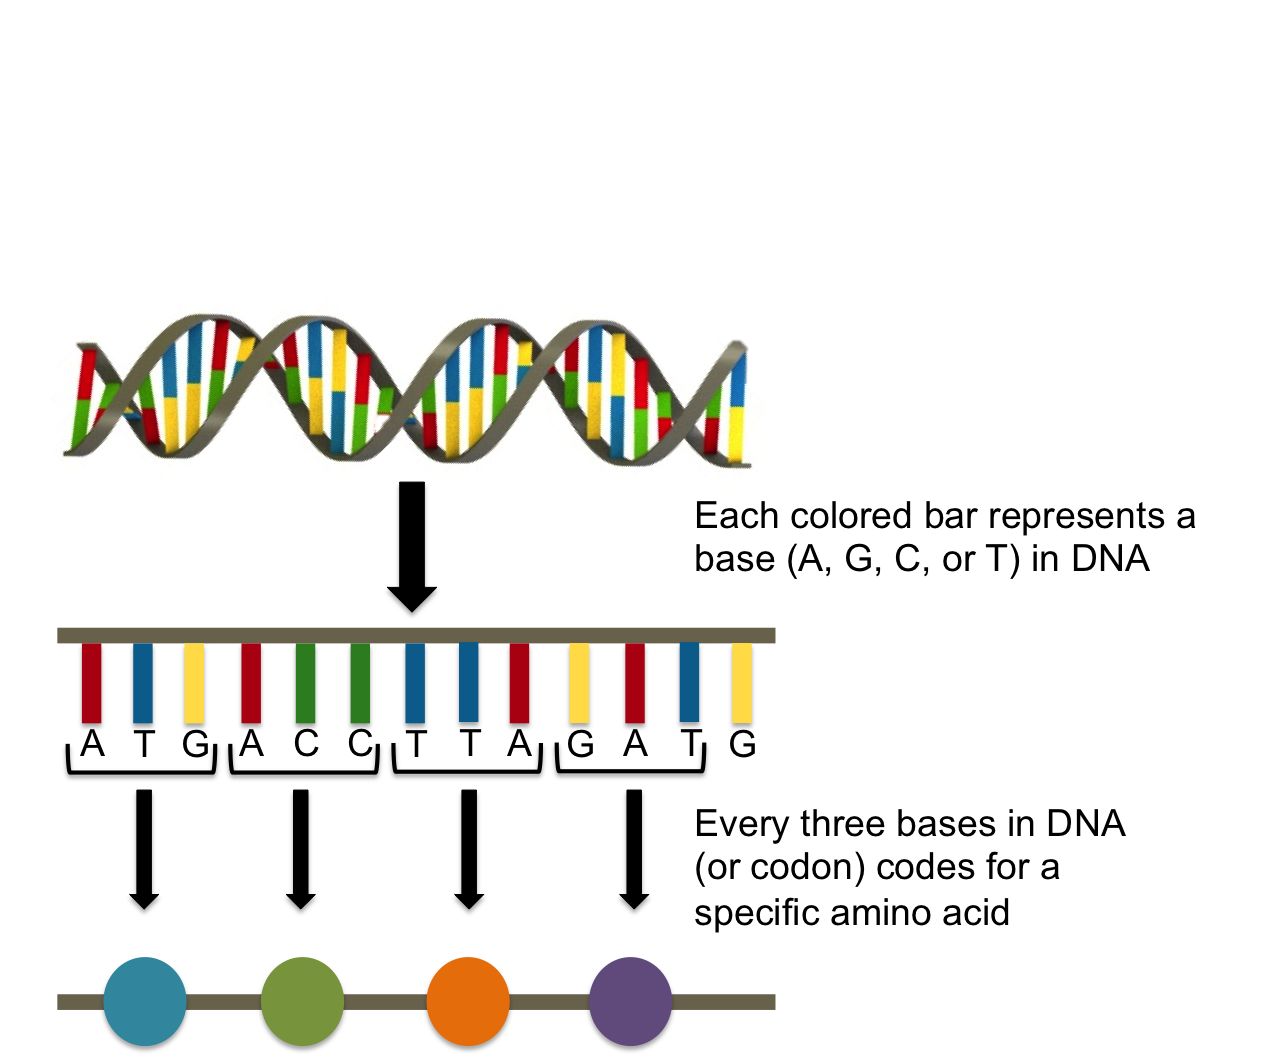 Each colored bar represents a
base (A, G, C, or T) in DNA
A T G A C C T T A G A T G
Every three bases in DNA
(or codon) codes for a
specific amino acid